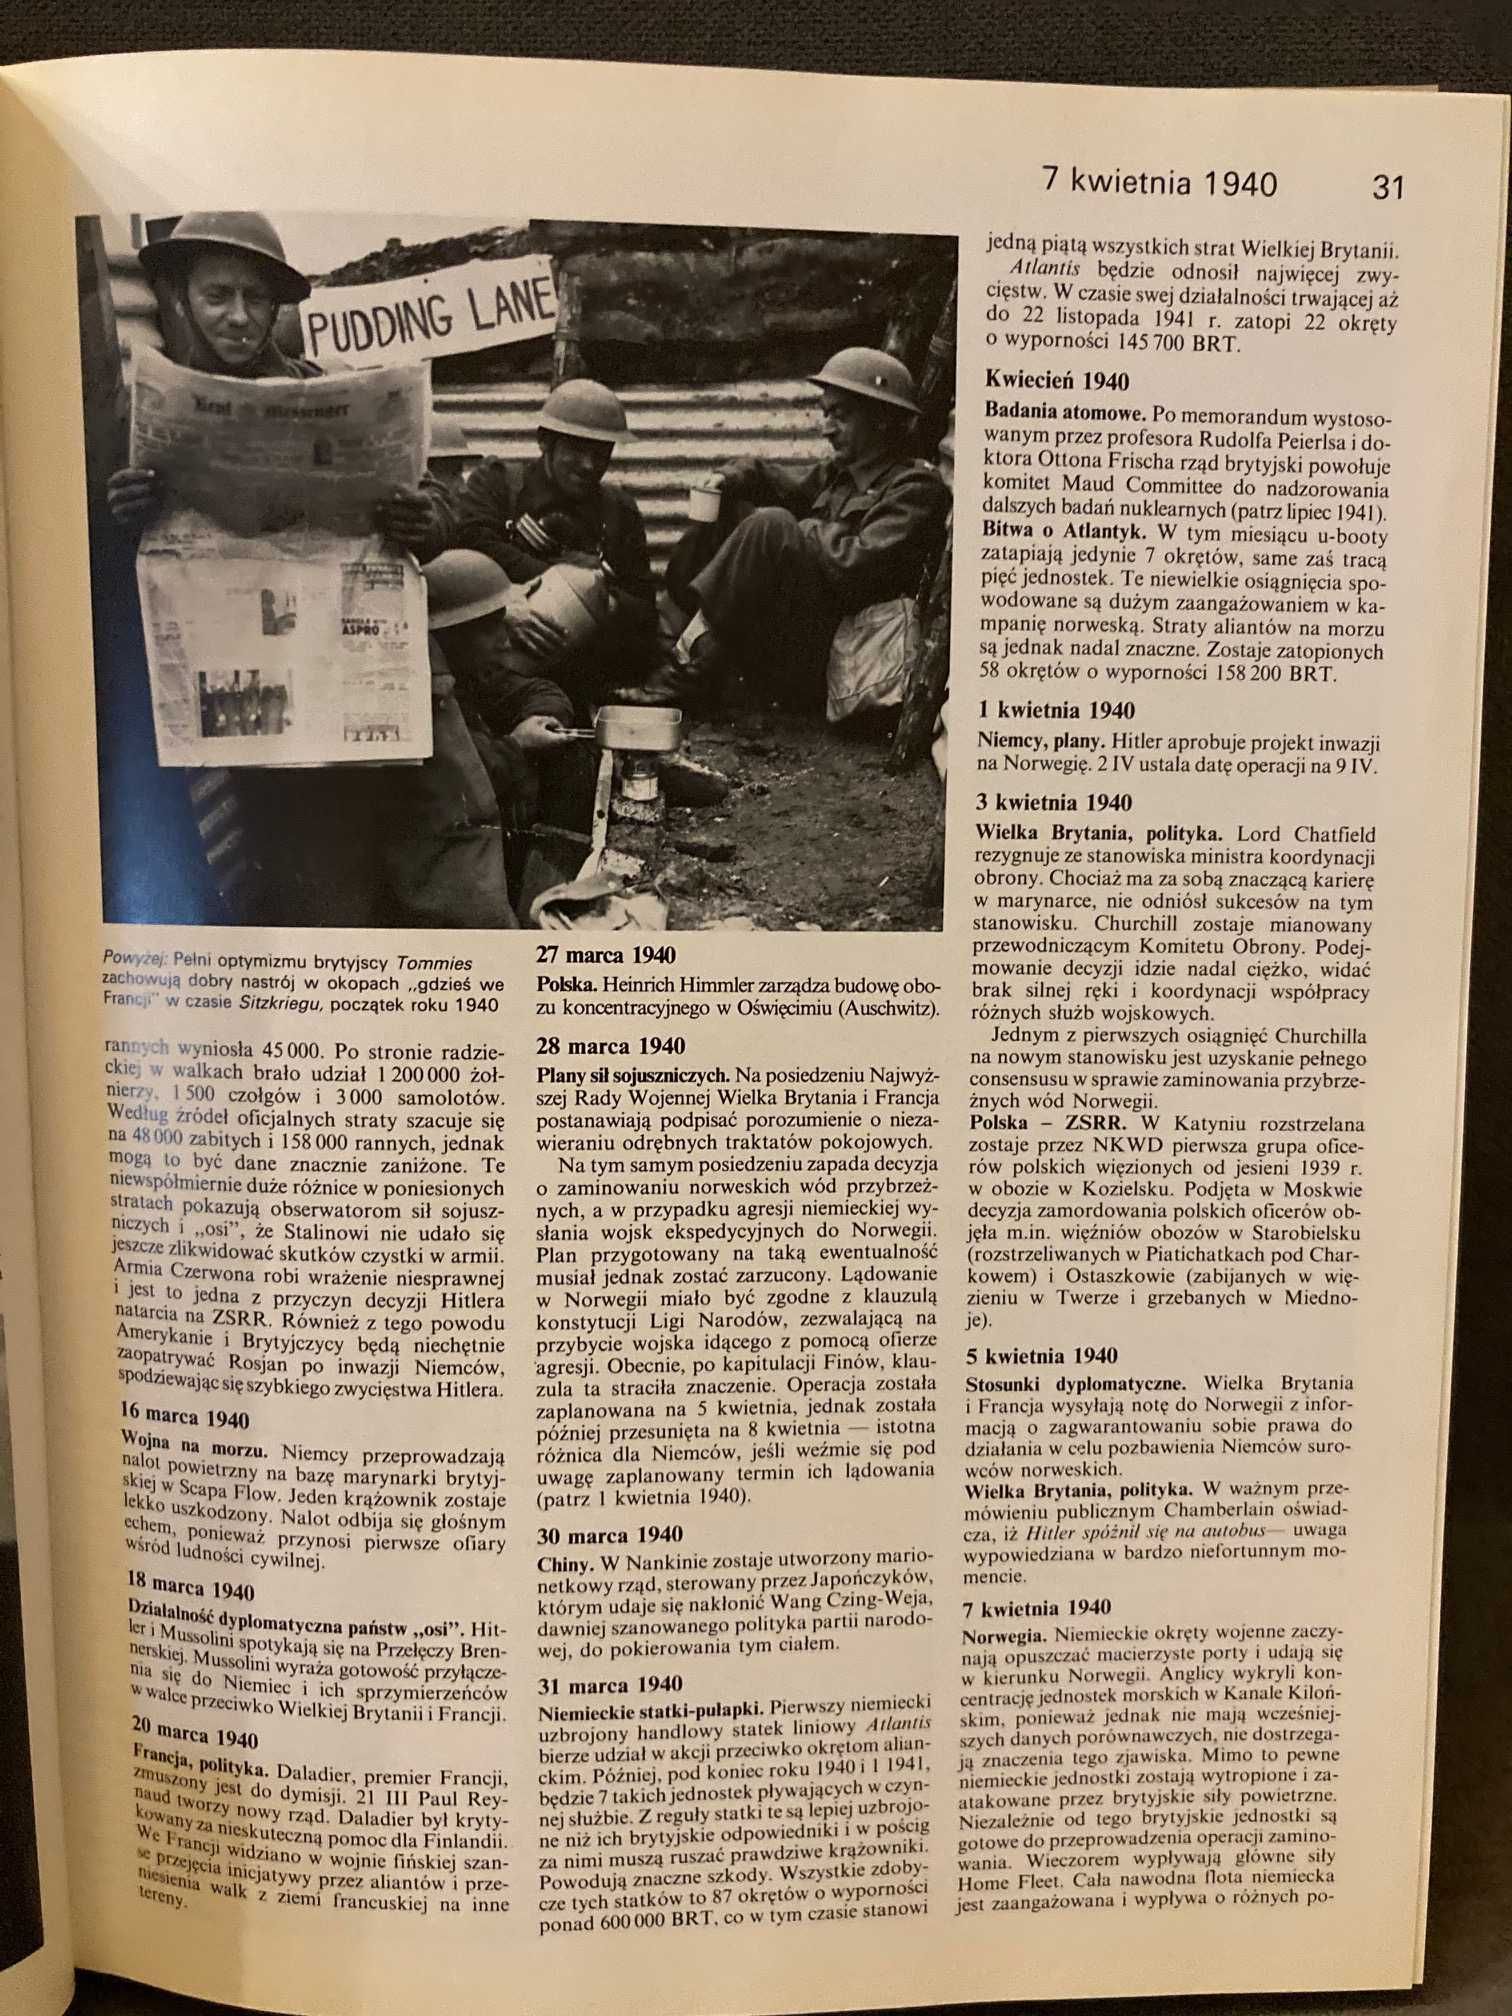 7 kwietnia 1940 31
PUDDING LANE
Kent Messenger
ASPRO
Powyżej: Pełni optymizmu brytyjscy Tommies
zachowują dobry nastrój w okopach „gdzieś we
Francji" w czasie Sitzkriegu, początek roku 1940
rannych wyniosła 45 000. Po stronie radzie-
ckiej w walkach brało udział 1 200 000 żoł-
nierzy, 1 500 czołgów i 3 000 samolotów.
Według źródeł oficjalnych straty szacuje się
na 48 000 zabitych i 158 000 rannych, jednak
mogą to być dane znacznie zaniżone. Te
niewspółmiernie duże różnice w poniesionych
stratach pokazują obserwatorom sił sojusz-
niczych i „osi”, że Stalinowi nie udało się
jeszcze zlikwidować skutków czystki w armii.
Armia Czerwona robi wrażenie niesprawnej
i jest to jedna z przyczyn decyzji Hitlera
natarcia na ZSRR. Również z tego powodu
Amerykanie i Brytyjczycy będą niechętnie
zaopatrywać Rosjan po inwazji Niemców,
spodziewając się szybkiego zwycięstwa Hitlera.
16 marca 1940
Wojna na morzu. Niemcy przeprowadzają
nalot powietrzny na bazę marynarki brytyj-
skiej w Scapa Flow. Jeden krążownik zostaje
lekko uszkodzony. Nalot odbija się głośnym
echem, ponieważ przynosi pierwsze ofiary
wśród ludności cywilnej.
18 marca 1940
Działalność dyplomatyczna państw „osi”. Hit-
ler i Mussolini spotykają się na Przełęczy Bren-
nerskiej. Mussolini wyraża gotowość przyłącze-
nia się do Niemiec i ich sprzymierzeńców
w walce przeciwko Wielkiej Brytanii i Francji.
20 marca 1940
Francja, polityka. Daladier, premier Francji,
zmuszony jest do dymisji. 21 III Paul Rey-
naud tworzy nowy rząd. Daladier był kryty-
kowany za nieskuteczną pomoc dla Finlandii.
We Francji widziano w wojnie fińskiej szan-
se przejęcia inicjatywy przez aliantów i prze-
niesienia walk z ziemi francuskiej na inne
tereny.
27 marca 1940
Polska. Heinrich Himmler zarządza budowę obo-
zu koncentracyjnego w Oświęcimiu (Auschwitz).
28 marca 1940
Plany sił sojuszniczych. Na posiedzeniu Najwyż-
szej Rady Wojennej Wielka Brytania i Francja
postanawiają podpisać porozumienie o nieza-
wieraniu odrębnych traktatów pokojowych.
Na tym samym posiedzeniu zapada decyzja
o zaminowaniu norweskich wód przybrzeż-
nych, a w przypadku agresji niemieckiej wy-
słania wojsk ekspedycyjnych do Norwegii.
Plan przygotowany na taką ewentualność
musiał jednak zostać zarzucony. Lądowanie
w Norwegii miało być zgodne z klauzulą
konstytucji Ligi Narodów, zezwalającą na
przybycie wojska idącego z pomocą ofierze
agresji. Obecnie, po kapitulacji Finów, klau-
zula ta straciła znaczenie. Operacja została
zaplanowana na 5 kwietnia, jednak została
później przesunięta na 8 kwietnia — istotna
różnica dla Niemców, jeśli weźmie się pod
uwagę zaplanowany termin ich lądowania
(patrz 1 kwietnia 1940).
30 marca 1940
Chiny. W Nankinie zostaje utworzony mario-
netkowy rząd, sterowany przez Japończyków,
którym udaje się nakłonić Wang Czing-Weja,
dawniej szanowanego polityka partii narodo-
wej, do pokierowania tym ciałem.
31 marca 1940
Niemieckie statki-pułapki. Pierwszy niemiecki
uzbrojony handlowy statek liniowy Atlantis
bierze udział w akcji przeciwko okrętom alian-
ckim. Później, pod koniec roku 1940 i 1 1941,
będzie 7 takich jednostek pływających w czyn-
nej służbie. Z reguły statki te są lepiej uzbrojo-
ne niż ich brytyjskie odpowiedniki i w pościg
za nimi muszą ruszać prawdziwe krążowniki.
Powodują znaczne szkody. Wszystkie zdoby-
cze tych statków to 87 okrętów o wyporności
ponad 600 000 BRT, co w tym czasie stanowi
jedną piątą wszystkich strat Wielkiej Brytanii.
Atlantis będzie odnosił najwięcej zwy-
cięstw. W czasie swej działalności trwającej aż
do 22 listopada 1941 r. zatopi 22 okręty
o wyporności 145 700 BRT.
Kwiecień 1940
Badania atomowe. Po memorandum wystoso-
wanym przez profesora Rudolfa Peierlsa i do-
ktora Ottona Frischa rząd brytyjski powołuje
komitet Maud Committee do nadzorowania
dalszych badań nuklearnych (patrz lipiec 1941).
Bitwa o Atlantyk. W tym miesiącu u-booty
zatapiają jedynie 7 okrętów, same zaś tracą
pięć jednostek. Te niewielkie osiągnięcia spo-
wodowane są dużym zaangażowaniem w ka-
mpanię norweską. Straty aliantów na morzu
są jednak nadal znaczne. Zostaje zatopionych
58 okrętów o wyporności 158 200 BRT.
1 kwietnia 1940
Niemcy, plany. Hitler aprobuje projekt inwazji
na Norwegię. 2 IV ustala datę operacji na 9 IV.
3 kwietnia 1940
Wielka Brytania, polityka. Lord Chatfield
rezygnuje ze stanowiska ministra koordynacji
obrony. Chociaż ma za sobą znaczącą karierę
w marynarce, nie odniósł sukcesów na tym
stanowisku. Churchill zostaje mianowany
przewodniczącym Komitetu Obrony. Podej-
mowanie decyzji idzie nadal ciężko, widać
brak silnej ręki i koordynacji współpracy
różnych służb wojskowych.
Jednym z pierwszych osiągnięć Churchilla
na nowym stanowisku jest uzyskanie pełnego
consensusu w sprawie zaminowania przybrze-
żnych wód Norwegii.
Polska – ZSRR. W Katyniu rozstrzelana
zostaje przez NKWD pierwsza grupa ofice-
rów polskich więzionych od jesieni 1939 r.
w obozie w Kozielsku. Podjęta w Moskwie
decyzja zamordowania polskich oficerów ob-
jęła m.in. więźniów obozów w Starobielsku
(rozstrzeliwanych w Piatichatkach pod Char-
kowem) i Ostaszkowie (zabijanych w wię-
zieniu w Twerze i grzebanych w Miedno-
je).
5 kwietnia 1940
Stosunki dyplomatyczne. Wielka Brytania
i Francja wysyłają notę do Norwegii z infor-
macją o zagwarantowaniu sobie prawa do
działania w celu pozbawienia Niemców suro-
wców norweskich.
Wielka Brytania, polityka. W ważnym prze-
mówieniu publicznym Chamberlain oświad-
cza, iż Hitler spóźnił się na autobus — uwaga
wypowiedziana w bardzo niefortunnym mo-
mencie.
7 kwietnia 1940
Norwegia. Niemieckie okręty wojenne zaczy-
nają opuszczać macierzyste porty i udają się
w kierunku Norwegii. Anglicy wykryli kon-
centrację jednostek morskich w Kanale Kiloń-
skim, ponieważ jednak nie mają wcześniej-
szych danych porównawczych, nie dostrzega-
ją znaczenia tego zjawiska. Mimo to pewne
niemieckie jednostki zostają wytropione i za-
atakowane przez brytyjskie siły powietrzne.
Niezależnie od tego brytyjskie jednostki są
gotowe do przeprowadzenia operacji zamino-
wania. Wieczorem wypływają główne siły
Home Fleet. Cała nawodna flota niemiecka
jest zaangażowana i wypływa o różnych po-